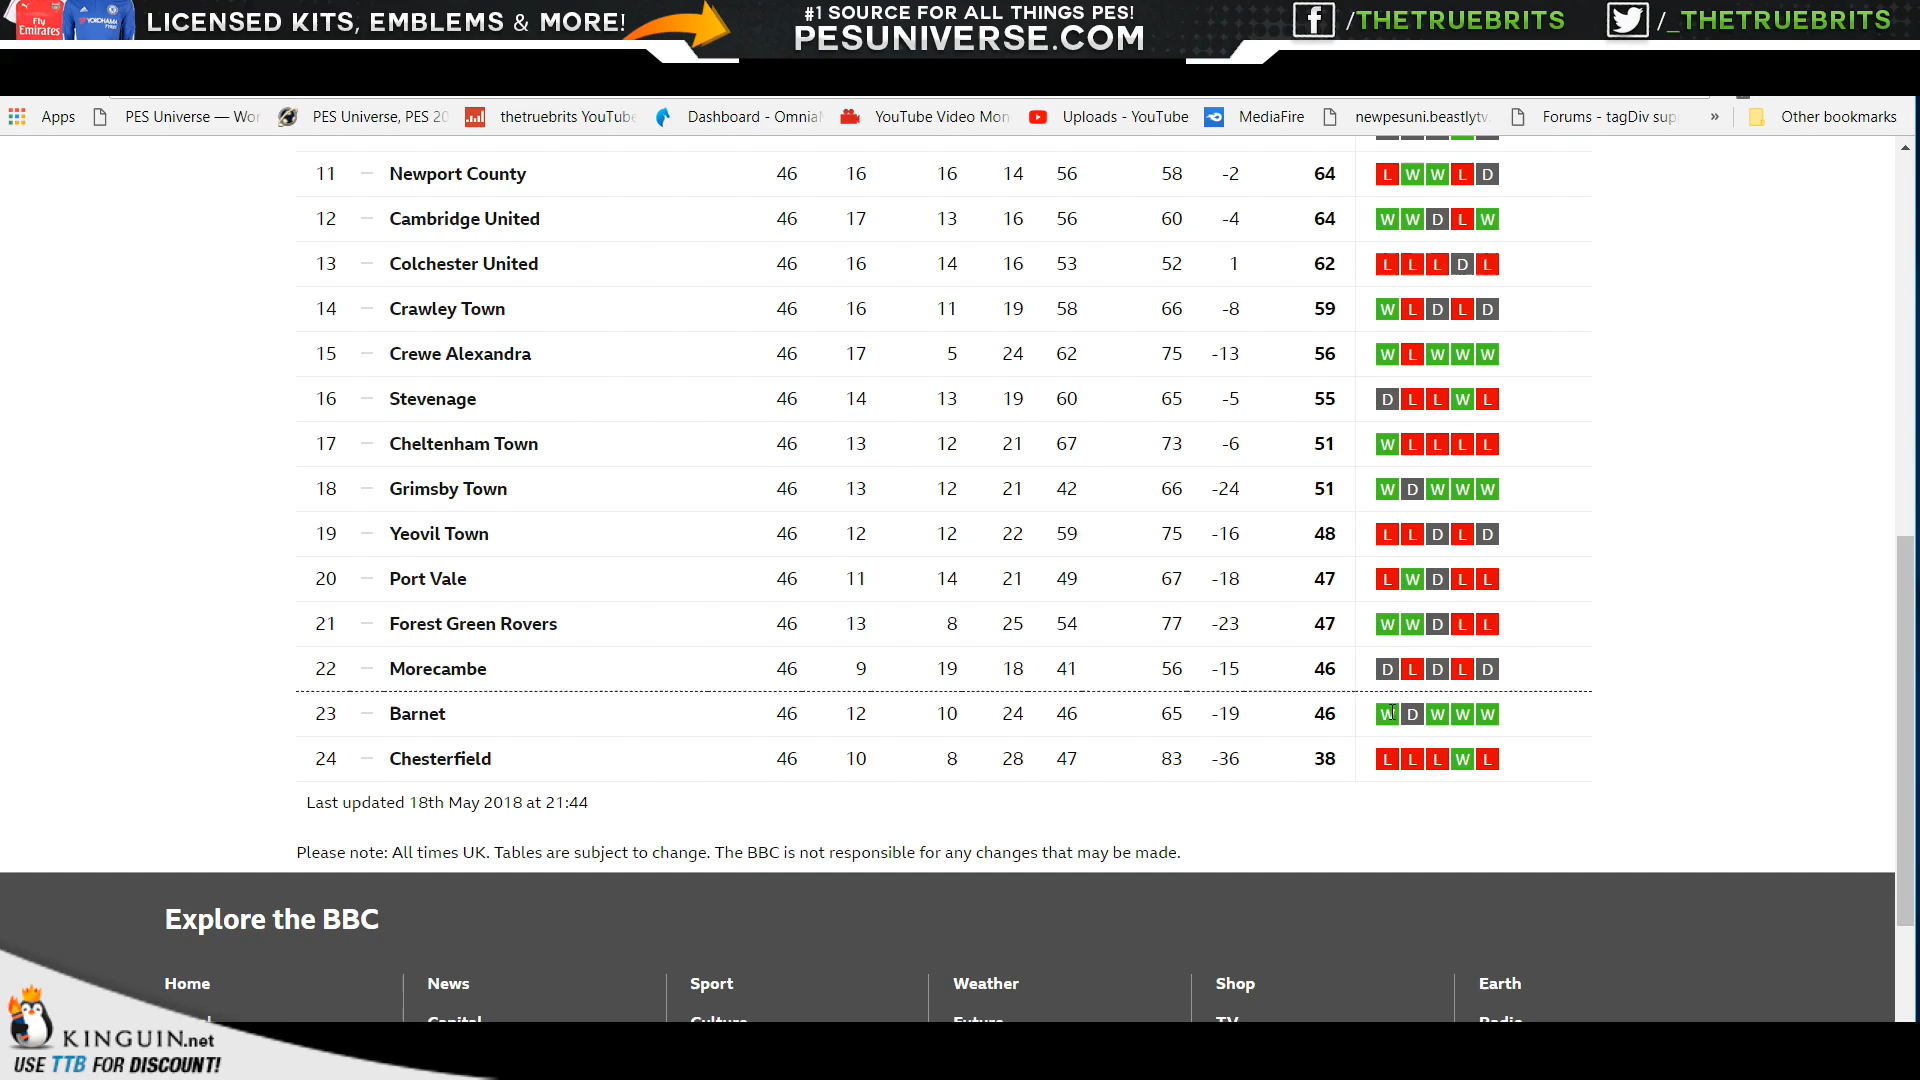 Fly Emirates
YOKOHAMA TYRES
LICENSED KITS, EMBLEMS & MORE!
#1 SOURCE FOR ALL THINGS PES!
PESUNIVERSE.COM
/THETRUEBRITS
/_THETRUEBRITS
Apps PES Universe — Wor PES Universe, PES 20 thetruebrits YouTube Dashboard - Omnia YouTube Video Mon Uploads - YouTube MediaFire newpesuni.beastlytv. Forums - tagDiv sup » Other bookmarks
11 Newport County 46 16 16 14 56 58 -2 64 L W W L D
12 Cambridge United 46 17 13 16 56 60 -4 64 W W D L W
13 Colchester United 46 16 14 16 53 52 1 62 L L L D L
14 Crawley Town 46 16 11 19 58 66 -8 59 W L D L D
15 Crewe Alexandra 46 17 5 24 62 75 -13 56 W L W W W
16 Stevenage 46 14 13 19 60 65 -5 55 D L L W L
17 Cheltenham Town 46 13 12 21 67 73 -6 51 W L L L L
18 Grimsby Town 46 13 12 21 42 66 -24 51 W D W W W
19 Yeovil Town 46 12 12 22 59 75 -16 48 L L D L D
20 Port Vale 46 11 14 21 49 67 -18 47 L W D L L
21 Forest Green Rovers 46 13 8 25 54 77 -23 47 W W D L L
22 Morecambe 46 9 19 18 41 56 -15 46 D L D L D
23 Barnet 46 12 10 24 46 65 -19 46 W D W W W
24 Chesterfield 46 10 8 28 47 83 -36 38 L L L W L
Last updated 18th May 2018 at 21:44
Please note: All times UK. Tables are subject to change. The BBC is not responsible for any changes that may be made.
Explore the BBC
Home News Sport Weather Shop Earth
Capital Culture Future TV Radio
KINGUIN.net
USE TTB FOR DISCOUNT!